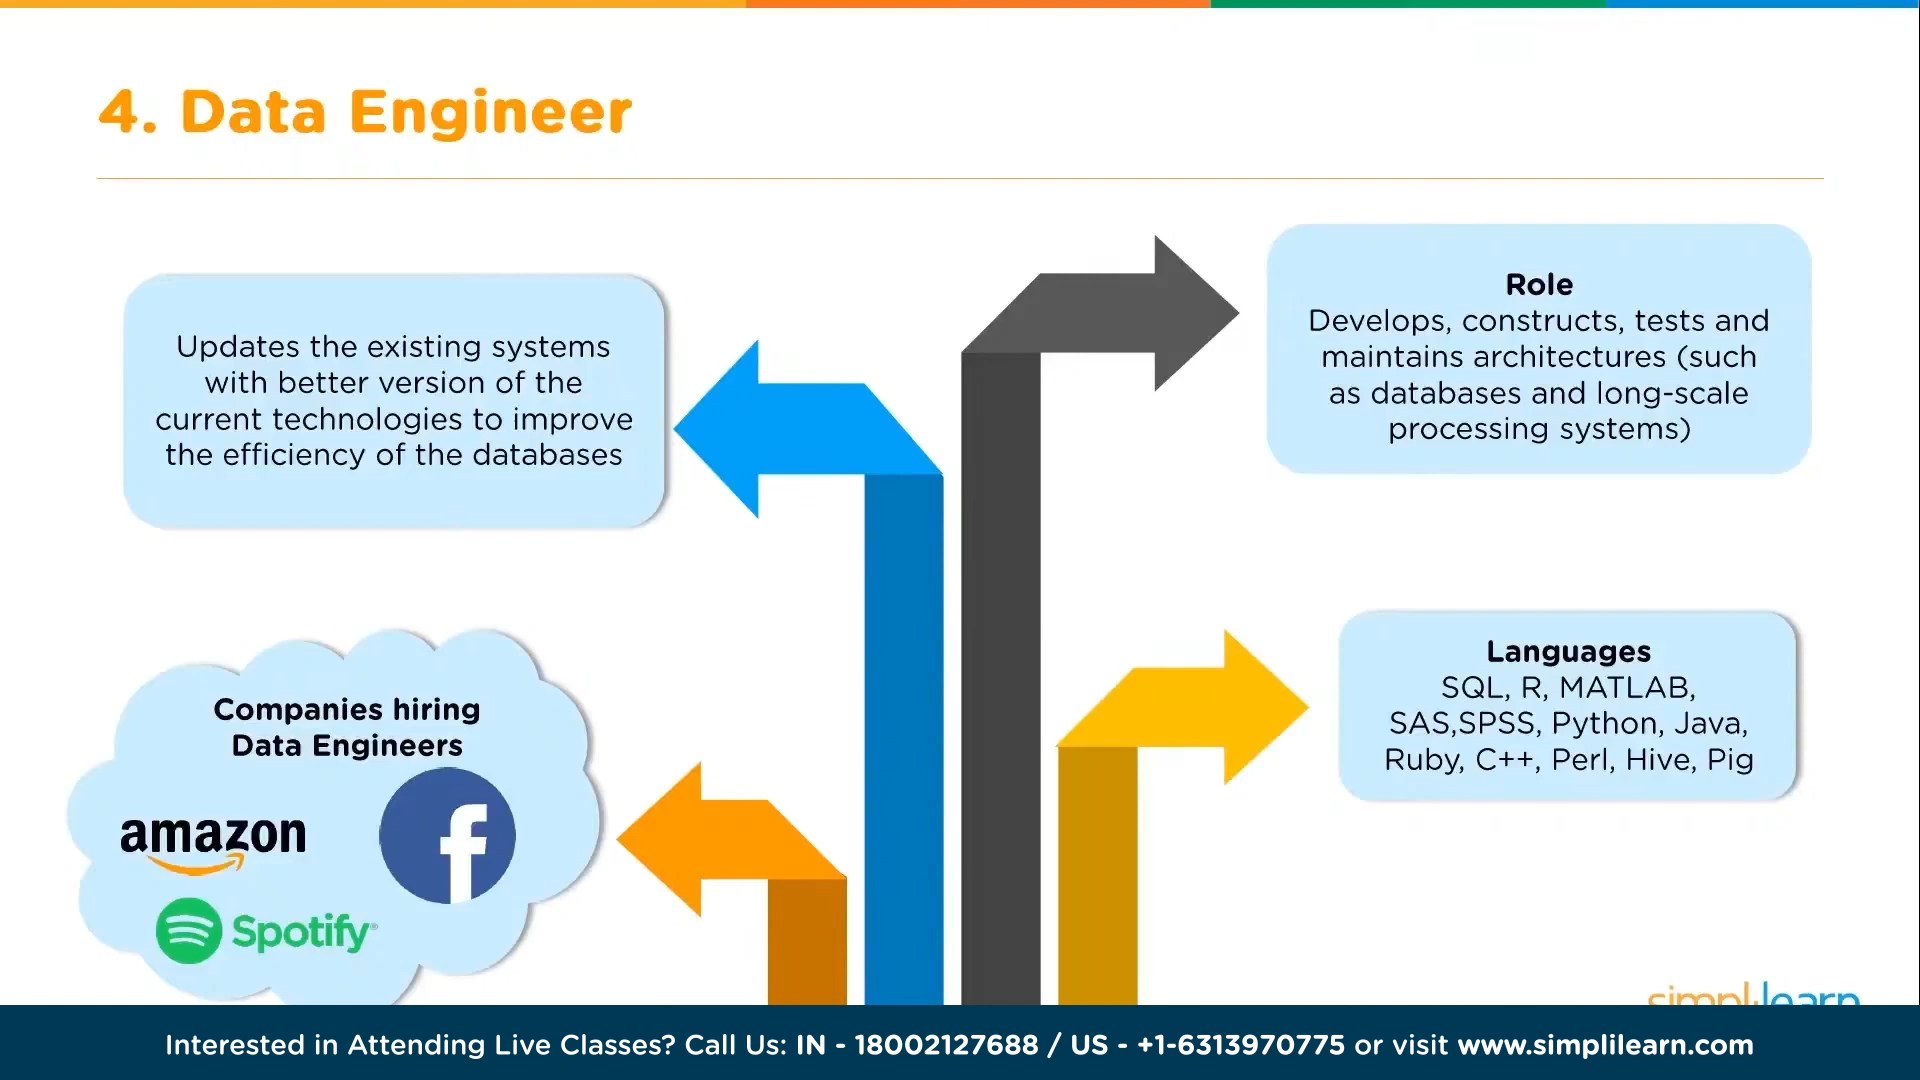 4. Data Engineer
Updates the existing systems
with better version of the
current technologies to improve
the efficiency of the databases
Role
Develops, constructs, tests and
maintains architectures (such
as databases and long-scale
processing systems)
Companies hiring
Data Engineers
amazon
f
Spotify®
Languages
SQL, R, MATLAB,
SAS,SPSS, Python, Java,
Ruby, C++, Perl, Hive, Pig
simplilearn
Interested in Attending Live Classes? Call Us: IN - 18002127688 / US - +1-6313970775 or visit www.simplilearn.com